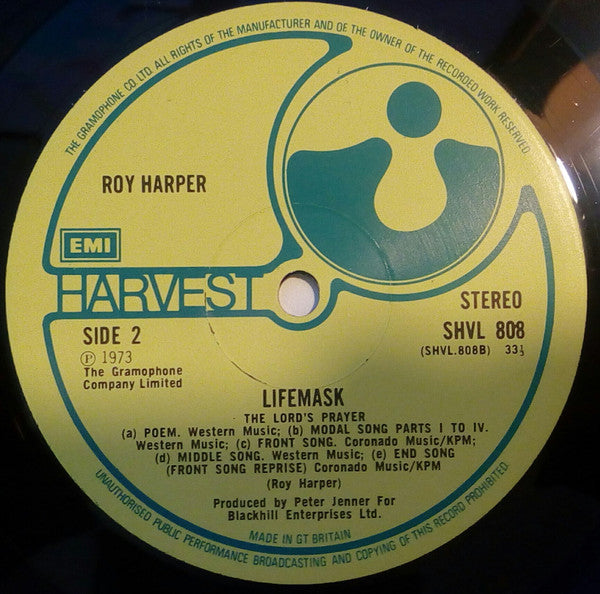 THE GRAMOPHONE CO. LTD. ALL RIGHTS OF THE MANUFACTURER AND OF THE OWNER OF THE RECORDED WORK RESERVED
ROY HARPER
EMI
HARVEST
STEREO
SIDE 2
SHVL 808
Ⓟ 1973
(SHVL.808B) 33⅓
The Gramophone
Company Limited
LIFEMASK
THE LORD'S PRAYER
(a) POEM. Western Music; (b) MODAL SONG PARTS I TO IV.
Western Music; (c) FRONT SONG. Coronado Music/KPM;
(d) MIDDLE SONG. Western Music; (e) END SONG
(FRONT SONG REPRISE) Coronado Music/KPM
(Roy Harper)
Produced by Peter Jenner For
Blackhill Enterprises Ltd.
MADE IN GT BRITAIN
UNAUTHORISED PUBLIC PERFORMANCE BROADCASTING AND COPYING OF THIS RECORD PROHIBITED.